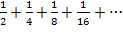 1/2 + 1/4 + 1/8 + 1/16 + ⋯